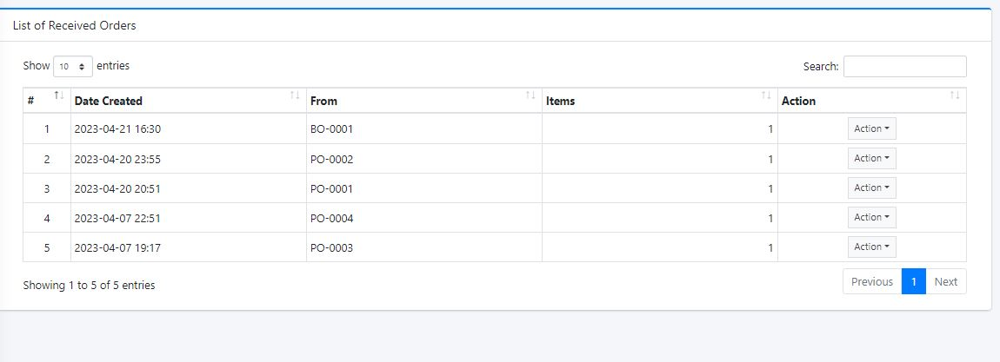 List of Received Orders
Show 10 entries Search:
# Date Created From Items Action
1 2023-04-21 16:30 BO-0001 1 Action
2 2023-04-20 23:55 PO-0002 1 Action
3 2023-04-20 20:51 PO-0001 1 Action
4 2023-04-07 22:51 PO-0004 1 Action
5 2023-04-07 19:17 PO-0003 1 Action
Showing 1 to 5 of 5 entries Previous 1 Next